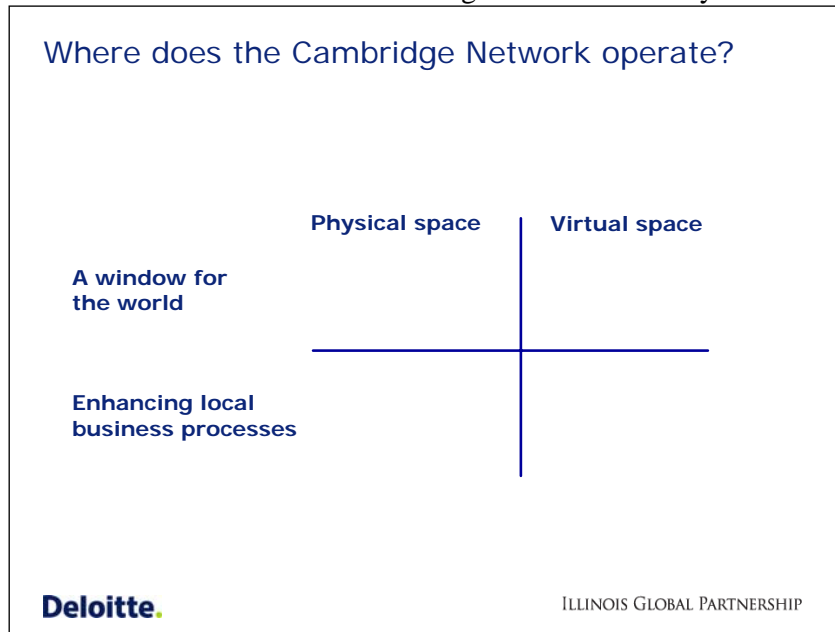 Where does the Cambridge Network operate?
Physical space
Virtual space
A window for
the world
Enhancing local
business processes
Deloitte.
ILLINOIS GLOBAL PARTNERSHIP